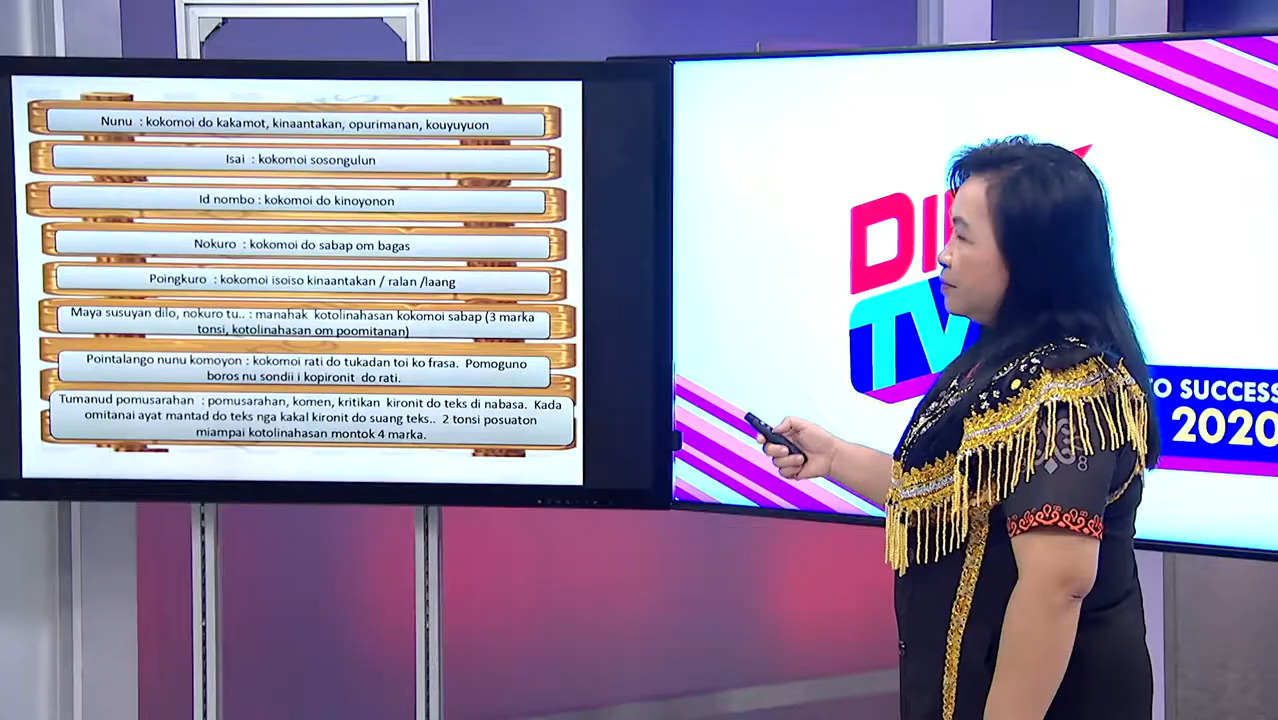 Nunu : kokomoi do kakamot, kinaantakan, opurimanan, kouyuyuon
Isai : kokomoi sosongulun
Id nombo : kokomoi do kinoyonon
Nokuro : kokomoi do sabap om bagas
Poingkuro : kokomoi isoiso kinaantakan / ralan /laang
Maya susuyan dilo, nokuro tu.. : manahak kotolinahasan kokomoi sabap (3 marka
tonsi, kotolinahasan om poomitanan)
Pointalango nunu komoyon : kokomoi rati do tukadan toi ko frasa. Pomoguno
boros nu sondii i kopironit do rati.
Tumanud pomusarahan : pomusarahan, komen, kritikan kironit do teks di nabasa. Kada
omitanai ayat mantad do teks nga kakal kironit do suang teks.. 2 tonsi posuaton
miampai kotolinahasan montok 4 marka.
TV
TO SUCCESS
2020